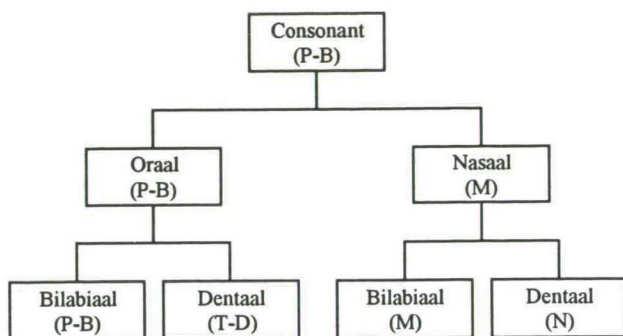 Consonant
(P-B)
Oraal
(P-B)
Nasaal
(M)
Bilabiaal
(P-B)
Dentaal
(T-D)
Bilabiaal
(M)
Dentaal
(N)